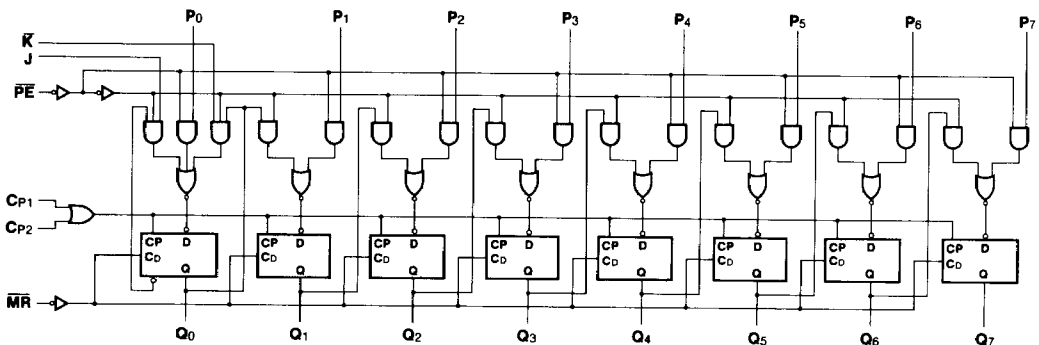 P0 P1 P2 P3 P4 P5 P6 P7
K̅
J
P̅E̅
CP1
CP2
CP D CP D CP D CP D CP D CP D CP D CP D
CD CD CD CD CD CD CD CD
Q Q Q Q Q Q Q Q
M̅R̅
Q0 Q1 Q2 Q3 Q4 Q5 Q6 Q7